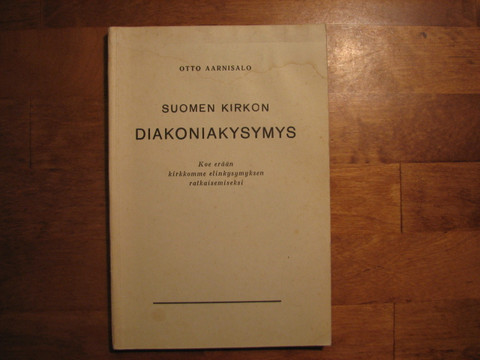 OTTO AARNISALO
SUOMEN KIRKON
DIAKONIAKYSYMYS
Koe erään
kirkkomme elinkysymyksen
ratkaisemiseksi